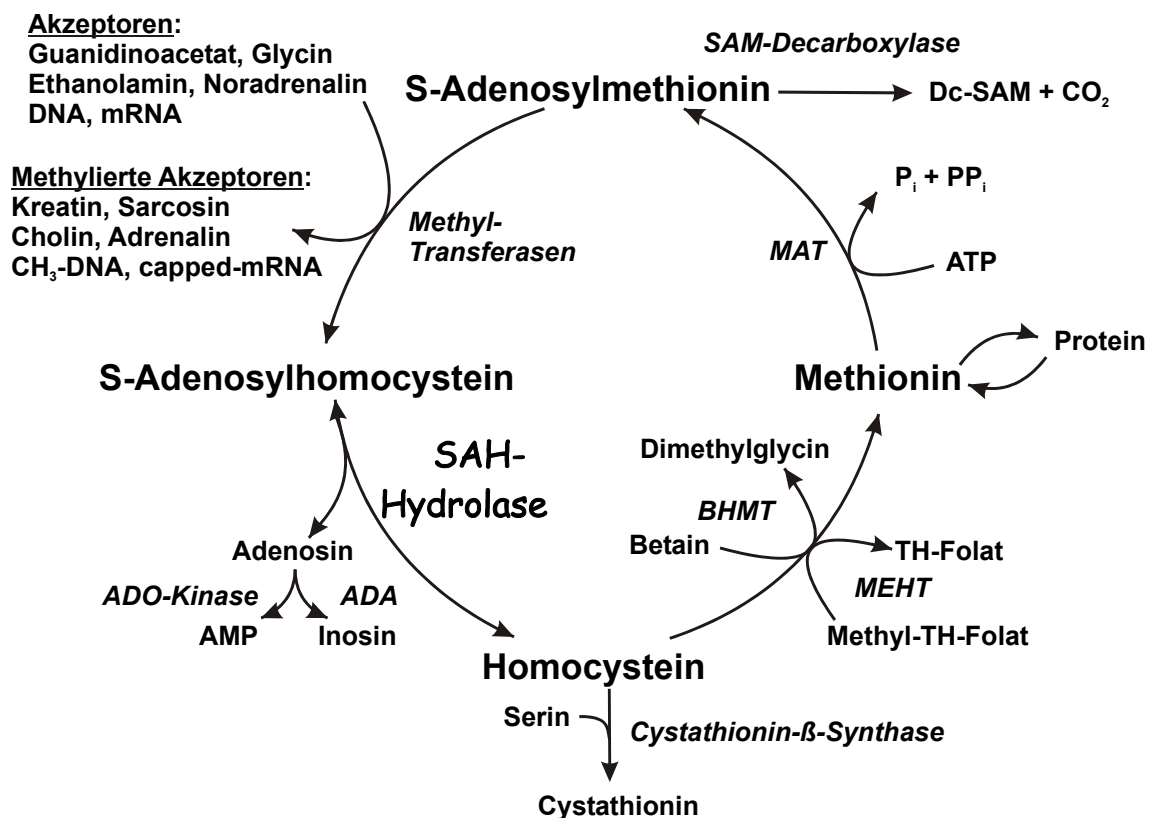 Akzeptoren:
Guanidinoacetat, Glycin
Ethanolamin, Noradrenalin
DNA, mRNA
SAM-Decarboxylase
S-Adenosylmethionin
Dc-SAM + CO₂
Methylierte Akzeptoren:
Kreatin, Sarcosin
Cholin, Adrenalin
CH₃-DNA, capped-mRNA
Methyl-
Transferasen
Pᵢ + PPᵢ
MAT
ATP
S-Adenosylhomocystein
Methionin
Protein
SAH-
Hydrolase
Dimethylglycin
BHMT
Betain
TH-Folat
MEHT
Methyl-TH-Folat
Adenosin
ADO-Kinase
ADA
AMP
Inosin
Homocystein
Serin
Cystathionin-ß-Synthase
Cystathionin